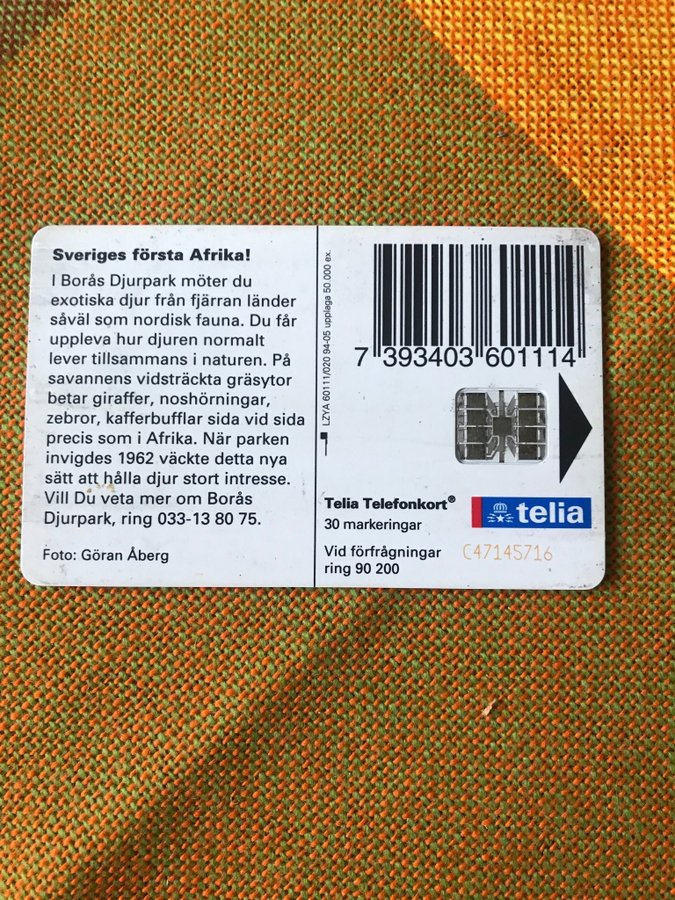 Sveriges första Afrika!
I Borås Djurpark möter du
exotiska djur från fjärran länder
såväl som nordisk fauna. Du får
uppleva hur djuren normalt
lever tillsammans i naturen. På
savannens vidsträckta gräsytor
betar giraffer, noshörningar,
zebror, kafferbufflar sida vid sida
precis som i Afrika. När parken
invigdes 1962 väckte detta nya
sätt att hålla djur stort intresse.
Vill Du veta mer om Borås
Djurpark, ring 033-13 80 75.
Foto: Göran Åberg
LZYA 60111/020 94-05 upplaga 50.000 ex.
7 393403 601114
Telia Telefonkort®
30 markeringar
telia
Vid förfrågningar
ring 90 200
C47145716